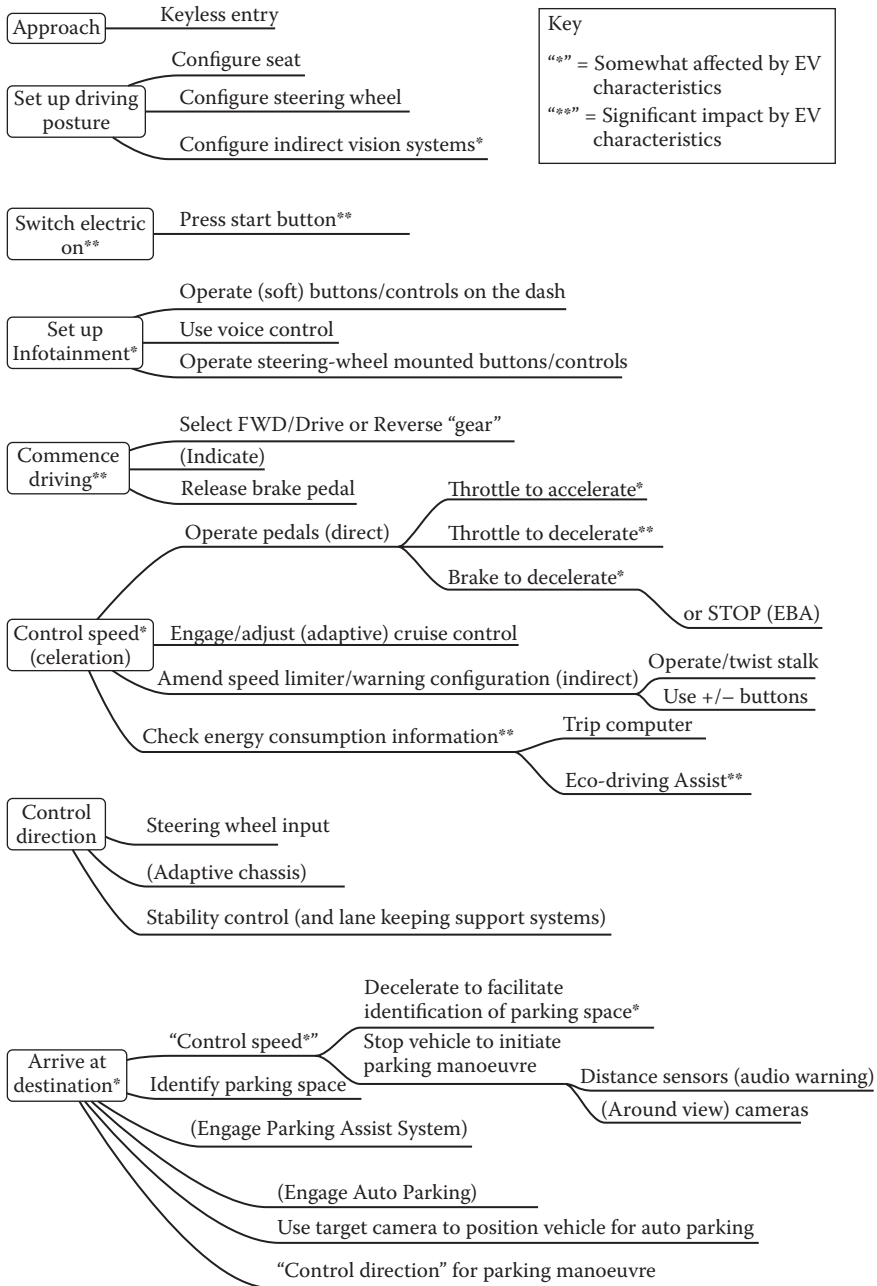 Approach
Keyless entry
Key
“*” = Somewhat affected by EV
characteristics
“**” = Significant impact by EV
characteristics
Set up driving
posture
Configure seat
Configure steering wheel
Configure indirect vision systems*
Switch electric
on**
Press start button**
Set up
Infotainment*
Operate (soft) buttons/controls on the dash
Use voice control
Operate steering-wheel mounted buttons/controls
Commence
driving**
Select FWD/Drive or Reverse “gear”
(Indicate)
Release brake pedal
Control speed*
(celeration)
Operate pedals (direct)
Throttle to accelerate*
Throttle to decelerate**
Brake to decelerate*
or STOP (EBA)
Engage/adjust (adaptive) cruise control
Amend speed limiter/warning configuration (indirect)
Operate/twist stalk
Use +/– buttons
Check energy consumption information**
Trip computer
Eco-driving Assist**
Control
direction
Steering wheel input
(Adaptive chassis)
Stability control (and lane keeping support systems)
Arrive at
destination*
“Control speed*”
Decelerate to facilitate
identification of parking space*
Stop vehicle to initiate
parking manoeuvre
Distance sensors (audio warning)
(Around view) cameras
Identify parking space
(Engage Parking Assist System)
(Engage Auto Parking)
Use target camera to position vehicle for auto parking
“Control direction” for parking manoeuvre